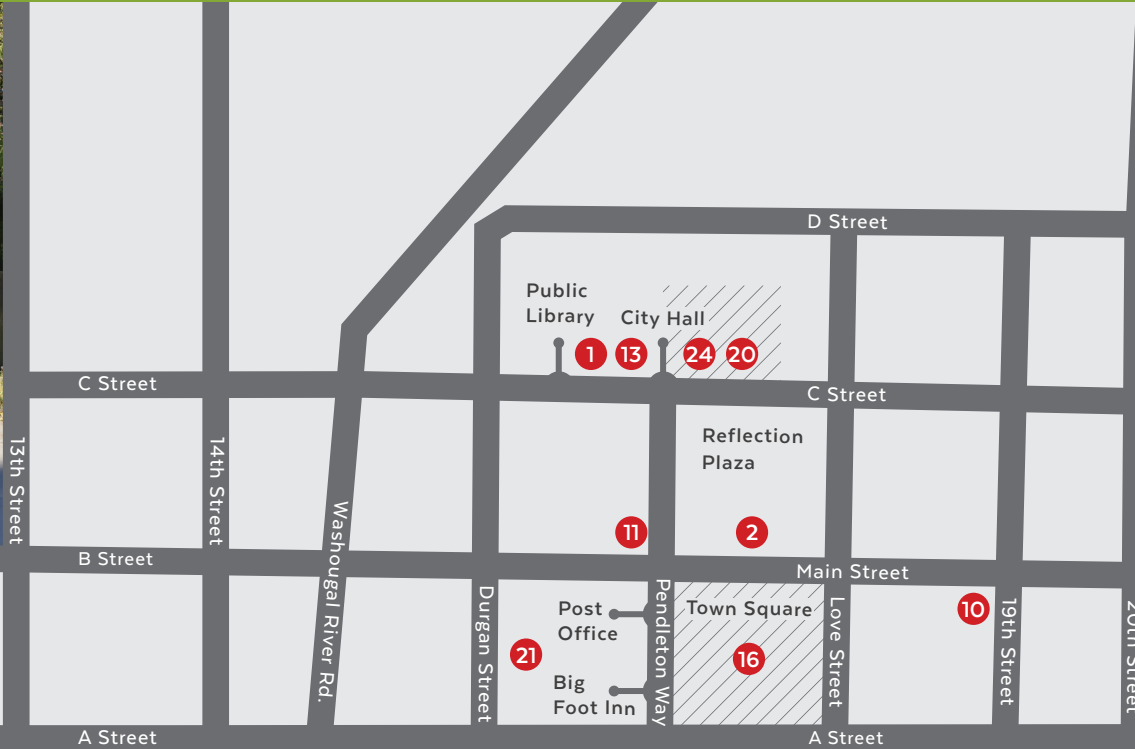 D Street
Public
Library
City Hall
1
13
24
20
C Street
C Street
Reflection
Plaza
13th Street
14th Street
Washougal River Rd.
11
2
B Street
Main Street
Durgan Street
Post
Office
Pendleton Way
Town Square
Love Street
10
19th Street
20th Street
21
16
Big
Foot Inn
A Street
A Street